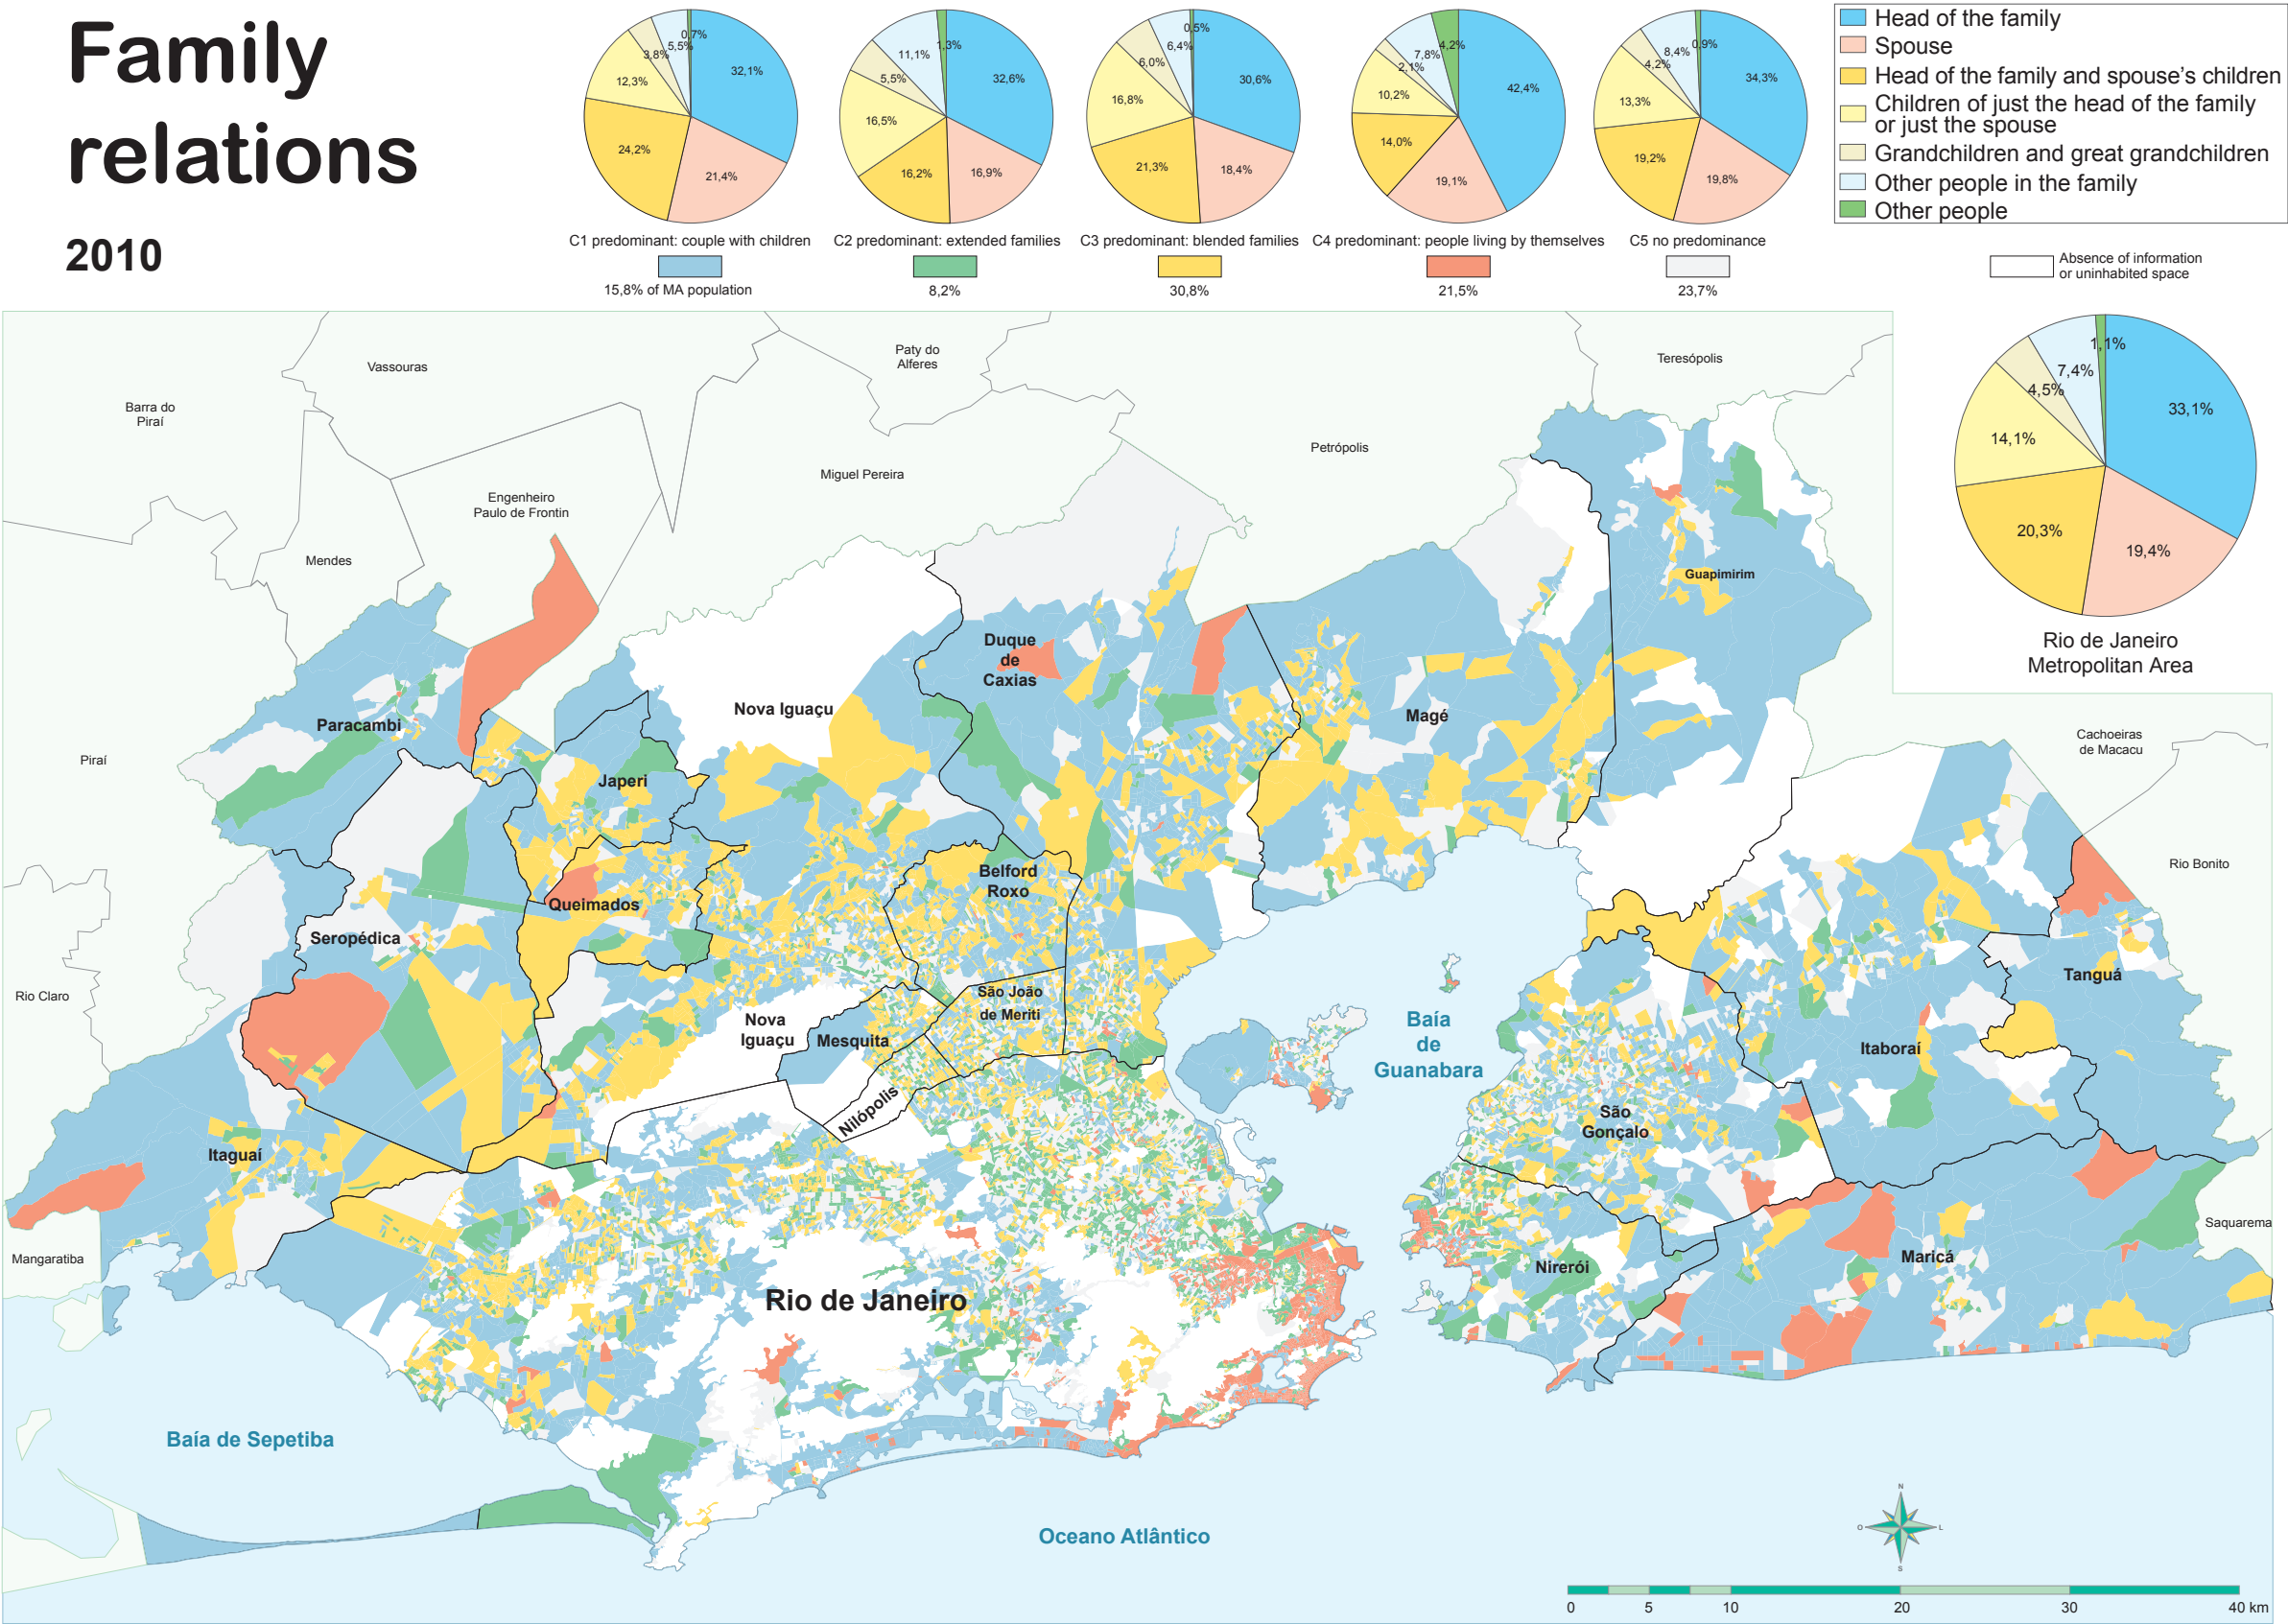 Family
relations
2010
0,7%
5,5%
3,8%
12,3%
32,1%
24,2%
21,4%
C1 predominant: couple with children
15,8% of MA population
1,3%
11,1%
5,5%
16,5%
32,6%
16,2%
16,9%
C2 predominant: extended families
8,2%
0,5%
6,4%
6,0%
16,8%
30,6%
21,3%
18,4%
C3 predominant: blended families
30,8%
4,2%
7,8%
2,1%
10,2%
42,4%
14,0%
19,1%
C4 predominant: people living by themselves
21,5%
0,9%
8,4%
4,2%
13,3%
34,3%
19,2%
19,8%
C5 no predominance
23,7%
Head of the family
Spouse
Head of the family and spouse’s children
Children of just the head of the family
or just the spouse
Grandchildren and great grandchildren
Other people in the family
Other people
Absence of information
or uninhabited space
1,1%
7,4%
4,5%
14,1%
33,1%
20,3%
19,4%
Rio de Janeiro
Metropolitan Area
Vassouras
Paty do
Alferes
Teresópolis
Barra do
Piraí
Petrópolis
Miguel Pereira
Engenheiro
Paulo de Frontin
Mendes
Guapimirim
Duque
de
Caxias
Nova Iguaçu
Magé
Paracambi
Cachoeiras
de Macacu
Piraí
Japeri
Rio Bonito
Belford
Roxo
Queimados
Seropédica
Tanguá
Rio Claro
São João
de Meriti
Nova
Iguaçu
Mesquita
Baía
de
Guanabara
Itaboraí
Nilópolis
São
Gonçalo
Itaguaí
Saquarema
Mangaratiba
Maricá
Nirerói
Rio de Janeiro
Baía de Sepetiba
Oceano Atlântico
N
O
L
S
0
5
10
20
30
40 km